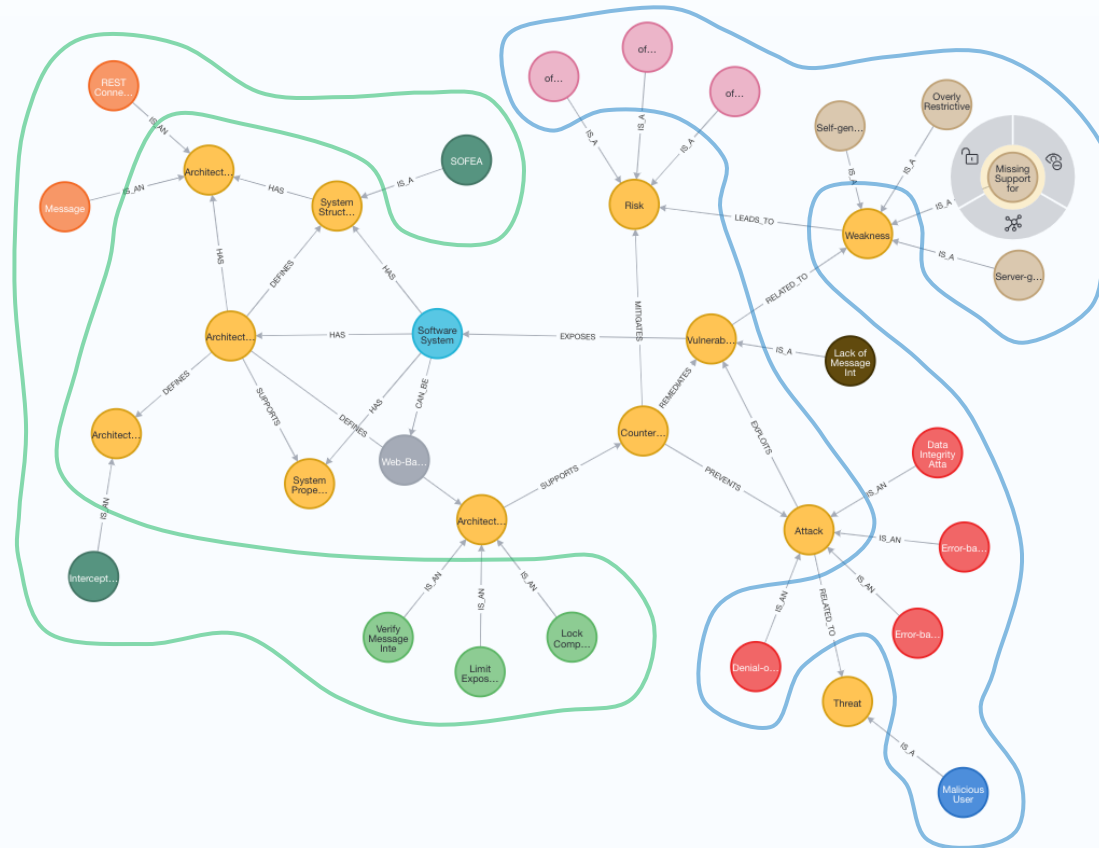 of…
of…
of…
REST
Conne…
Overly
Restrictive
Self-gen…
SOFEA
IS_AN
IS_A
IS_A
IS_A
Missing
Support
for
Architect…
IS_A
IS_A
Message
IS_AN
HAS
IS_A
System
Struct…
Risk
IS_A
LEADS_TO
Weakness
HAS
IS_A
Server-g…
DEFINES
HAS
RELATED_TO
MITIGATES
Architect…
HAS
Software
System
EXPOSES
Vulnerab…
IS_A
Lack of
Message
Int
DEFINES
SUPPORTS
HAS
CAN_BE
REMEDIATES
DEFINES
Architect…
Counter…
EXPLOITS
Data
Integrity
Atta
Web-Ba…
System
Prope…
SUPPORTS
PREVENTS
IS_AN
IS_AN
Architect…
Attack
IS_AN
Error-ba…
Intercept…
IS_AN
IS_AN
IS_AN
IS_AN
RELATED_TO
IS_AN
Verify
Message
Inte
Lock
Comp…
Error-ba…
Limit
Expos…
Denial-o…
Threat
IS_A
Malicious
User